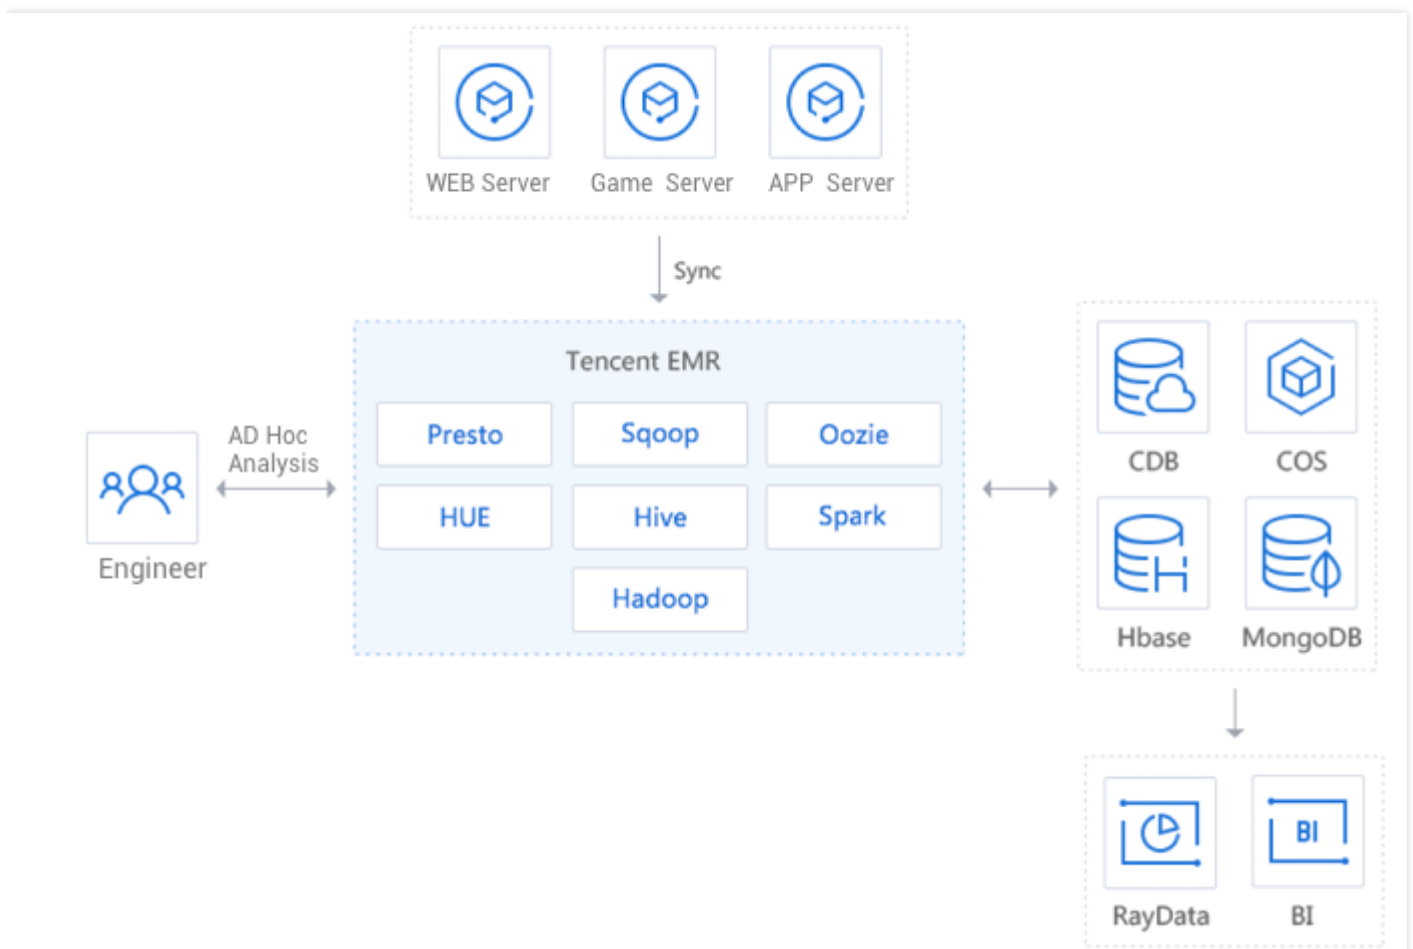 WEB Server
Game Server
APP Server
Sync
Tencent EMR
Presto
Sqoop
Oozie
HUE
Hive
Spark
Hadoop
AD Hoc
Analysis
Engineer
CDB
COS
Hbase
MongoDB
RayData
BI
BI